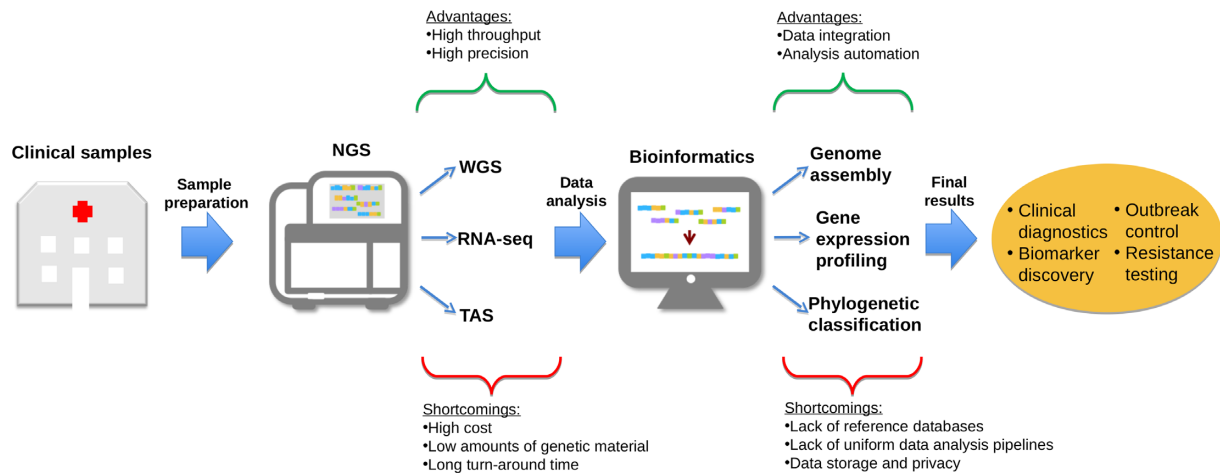 Advantages:
•High throughput
•High precision
Advantages:
•Data integration
•Analysis automation
Clinical samples
Sample
preparation
NGS
WGS
RNA-seq
TAS
Data
analysis
Bioinformatics
Genome
assembly
Gene
expression
profiling
Phylogenetic
classification
Final
results
• Clinical
diagnostics
• Biomarker
discovery
• Outbreak
control
• Resistance
testing
Shortcomings:
•High cost
•Low amounts of genetic material
•Long turn-around time
Shortcomings:
•Lack of reference databases
•Lack of uniform data analysis pipelines
•Data storage and privacy